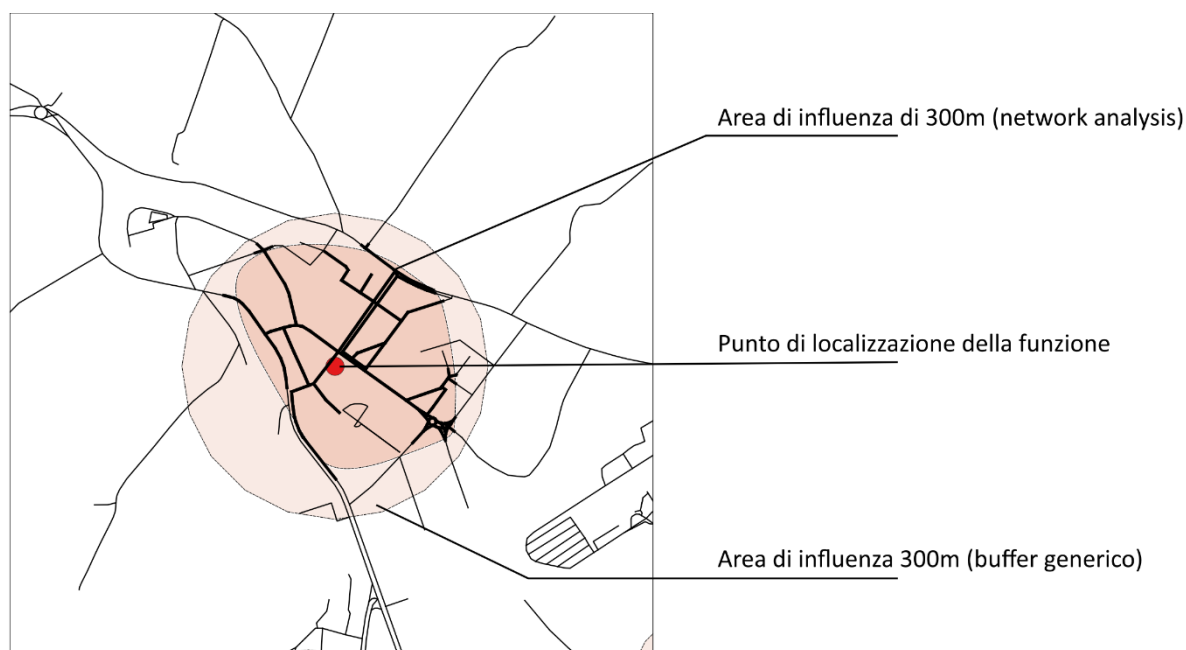 Area di influenza di 300m (network analysis)
Punto di localizzazione della funzione
Area di influenza 300m (buffer generico)